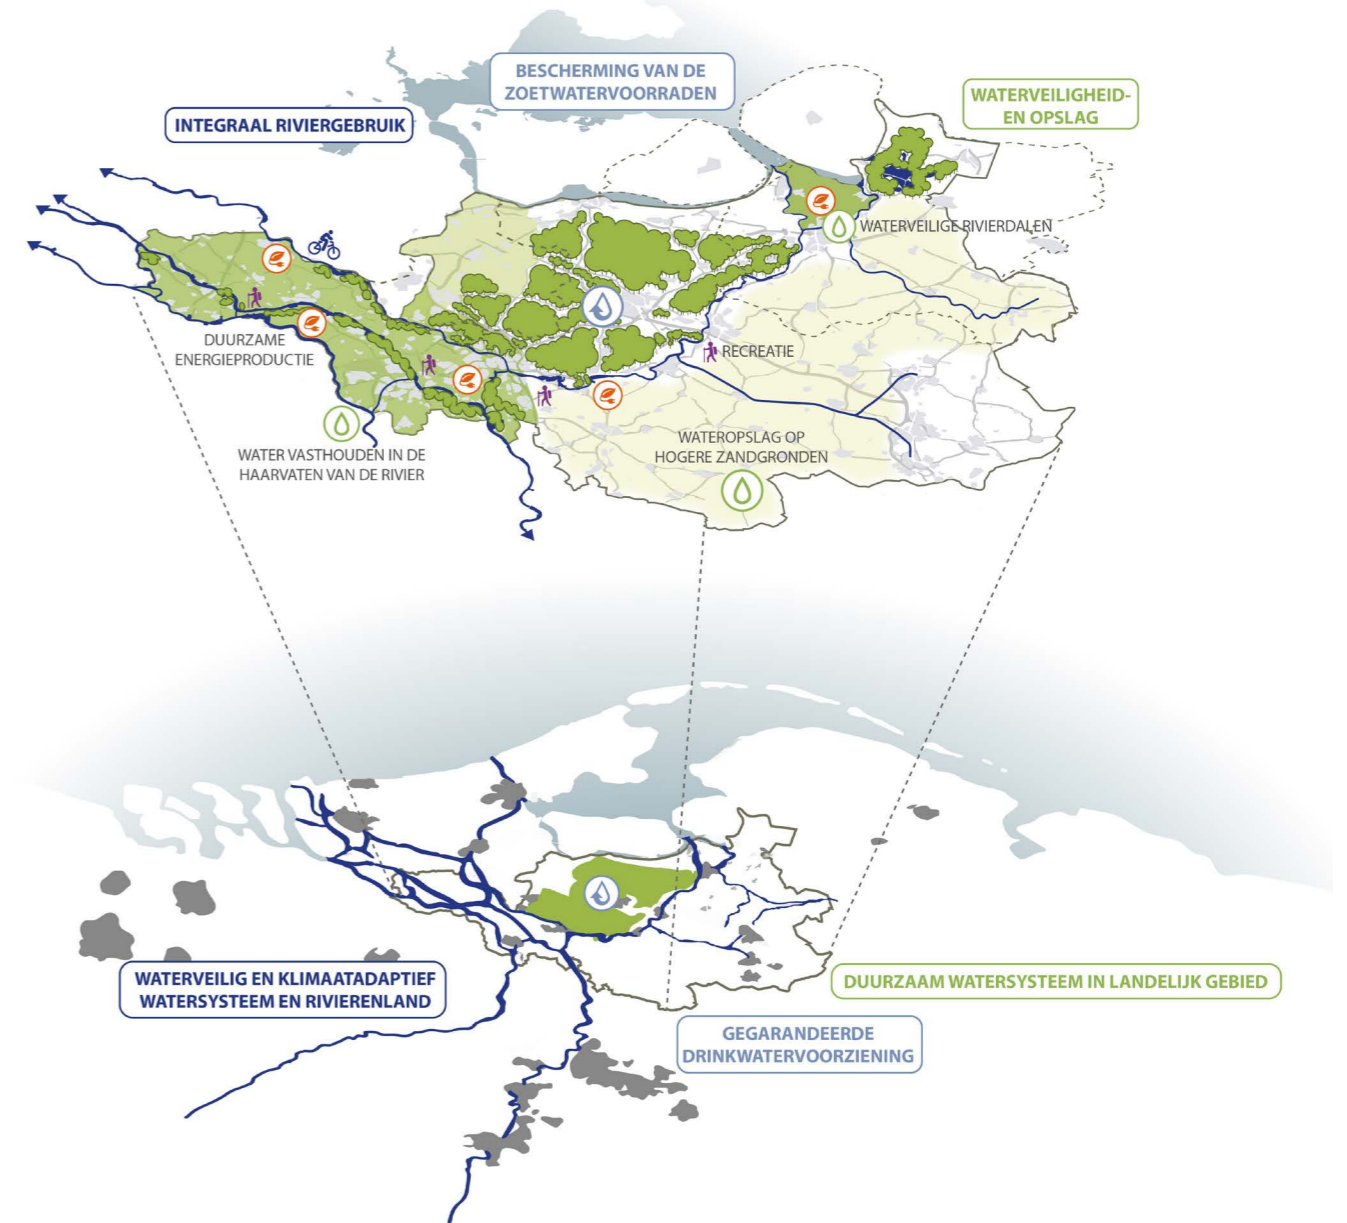 BESCHERMING VAN DE
ZOETWATERVOORRADEN
WATERVEILIGHEID-
EN OPSLAG
INTEGRAAL RIVIERGEBRUIK
WATERVEILIGE RIVIERDALEN
DUURZAME
ENERGIEPRODUCTIE
RECREATIE
WATER VASTHOUDEN IN DE
HAARVATEN VAN DE RIVIER
WATEROPSLAG OP
HOGERE ZANDGRONDEN
WATERVEILIG EN KLIMAATADAPTIEF
WATERSYSTEEM EN RIVIERENLAND
DUURZAAM WATERSYSTEEM IN LANDELIJK GEBIED
GEGARANDEERDE
DRINKWATERVOORZIENING